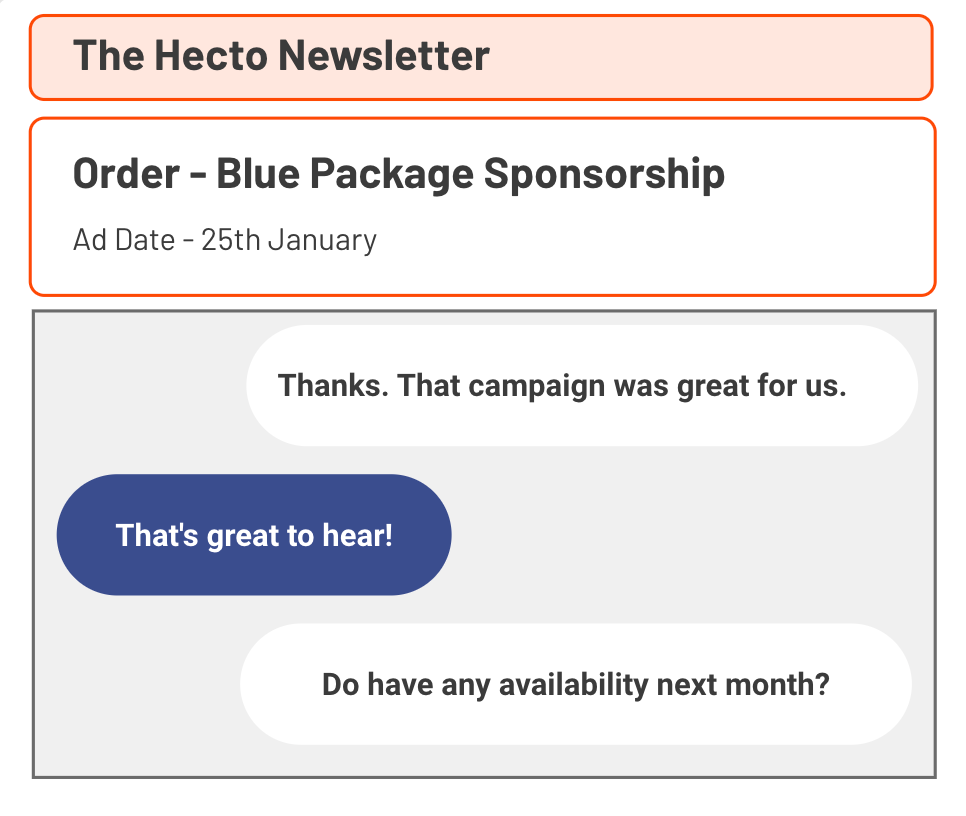 The Hecto Newsletter
Order - Blue Package Sponsorship
Ad Date - 25th January
Thanks. That campaign was great for us.
That's great to hear!
Do have any availability next month?